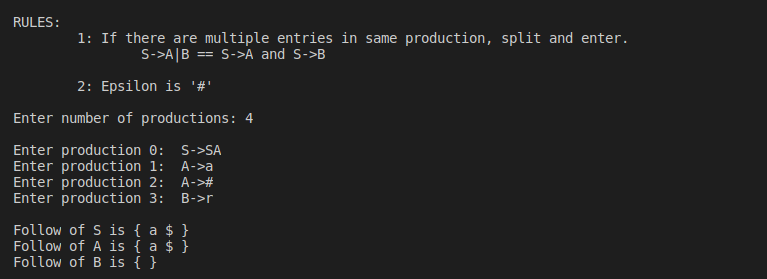 RULES:
1: If there are multiple entries in same production, split and enter.
S->A|B == S->A and S->B
2: Epsilon is '#'
Enter number of productions: 4
Enter production 0:  S->SA
Enter production 1:  A->a
Enter production 2:  A->#
Enter production 3:  B->r
Follow of S is { a $ }
Follow of A is { a $ }
Follow of B is { }